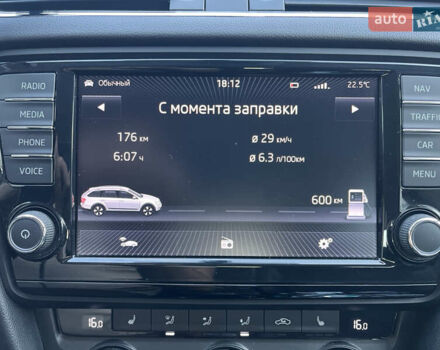 auto RIA
Обычный 18:12 22.5°C
RADIO
MEDIA
PHONE
VOICE
NAV
TRAFFIC
CAR
MENU
С момента заправки
176 км ø 29 км/ч
6:07 ч ø 6.3 л/100км
600 км
16.0 16.0